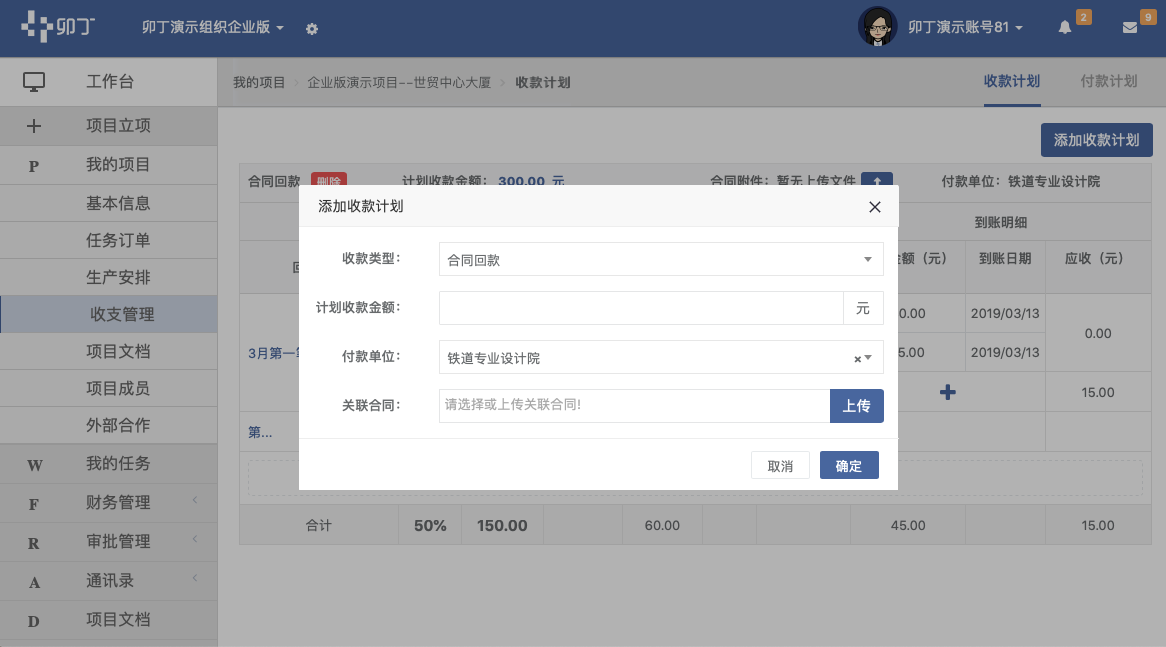 卯丁
卯丁演示组织企业版
卯丁演示账号81
2
9
工作台
我的项目 > 企业版演示项目--世贸中心大厦 > 收款计划
收款计划
付款计划
项目立项
P 我的项目
基本信息
任务订单
生产安排
收支管理
项目文档
项目成员
外部合作
W 我的任务
F 财务管理
R 审批管理
A 通讯录
D 项目文档
添加收款计划
合同回款 删除 计划收款金额: 300.00 元 合同附件: 暂无上传文件 付款单位: 铁道专业设计院
到账明细
额（元） 到账日期 应收（元）
0.00 2019/03/13
0.00
3月第一
5.00 2019/03/13
15.00
第...
合计 50% 150.00 60.00 45.00 15.00
添加收款计划
收款类型: 合同回款
计划收款金额: 元
付款单位: 铁道专业设计院 ×
关联合同: 请选择或上传关联合同! 上传
取消 确定